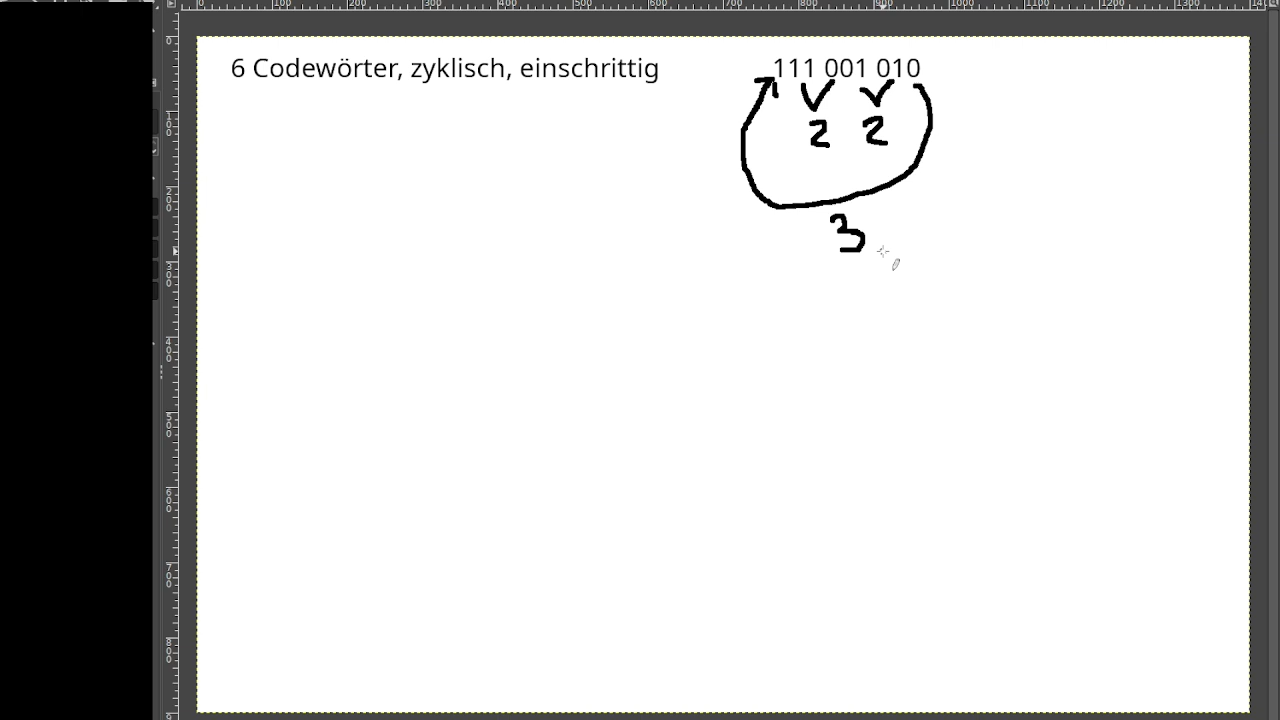 6 Codewörter, zyklisch, einschrittig
111 001 010
2 2
3